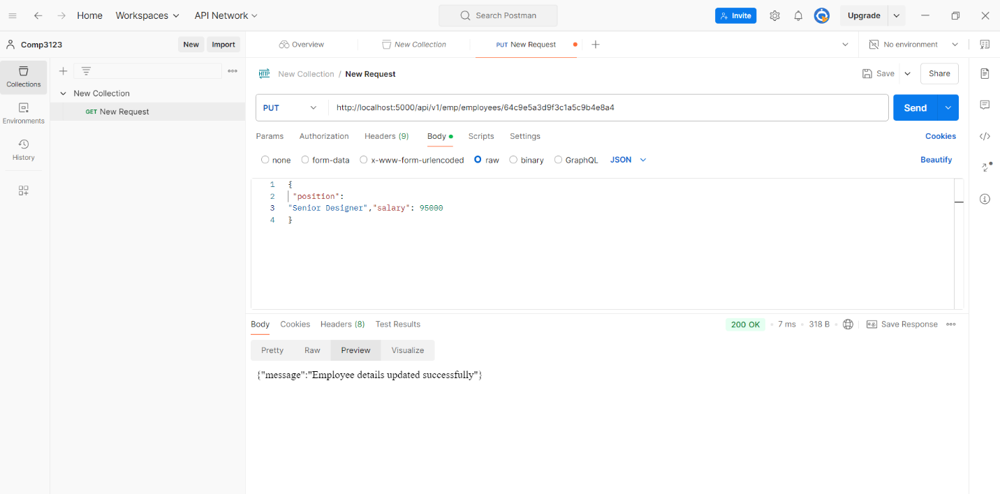 Home Workspaces API Network Search Postman Invite Upgrade
Comp3123 New Import Overview New Collection PUT New Request No environment
Collections
Environments
History
New Collection
GET New Request
HTTP New Collection / New Request Save Share
PUT http://localhost:5000/api/v1/emp/employees/64c9e5a3d9f3c1a5c9b4e8a4 Send
Params Authorization Headers (9) Body Scripts Settings Cookies
none form-data x-www-form-urlencoded raw binary GraphQL JSON Beautify
1 {
2 "position":
3 "Senior Designer","salary": 95000
4 }
Body Cookies Headers (8) Test Results 200 OK 7 ms 318 B e.g. Save Response
Pretty Raw Preview Visualize
{"message":"Employee details updated successfully"}